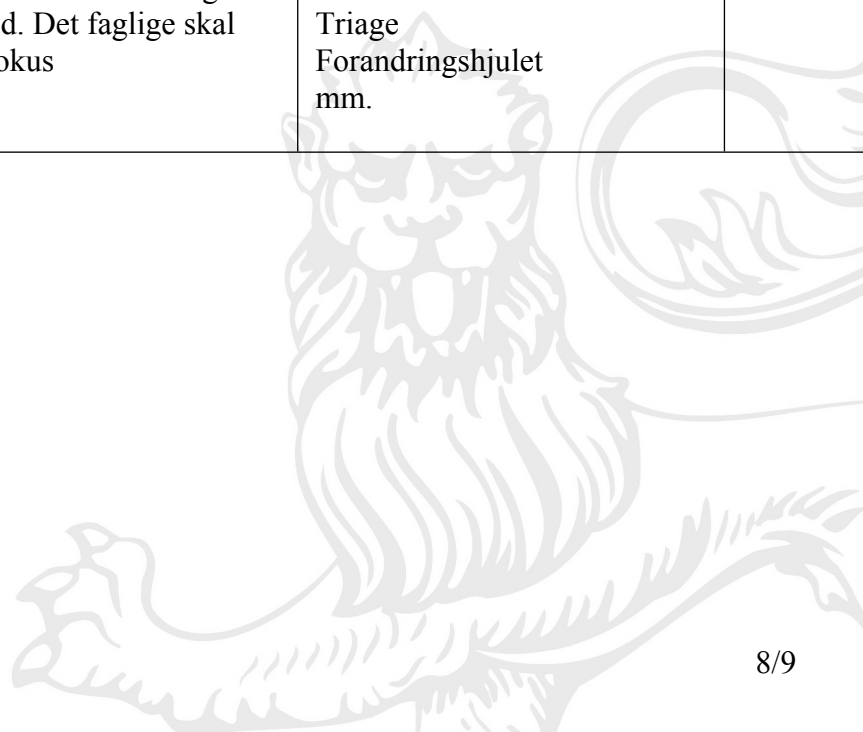 d. Det faglige skal
okus
Triage
Forandringshjulet
mm.
8/9